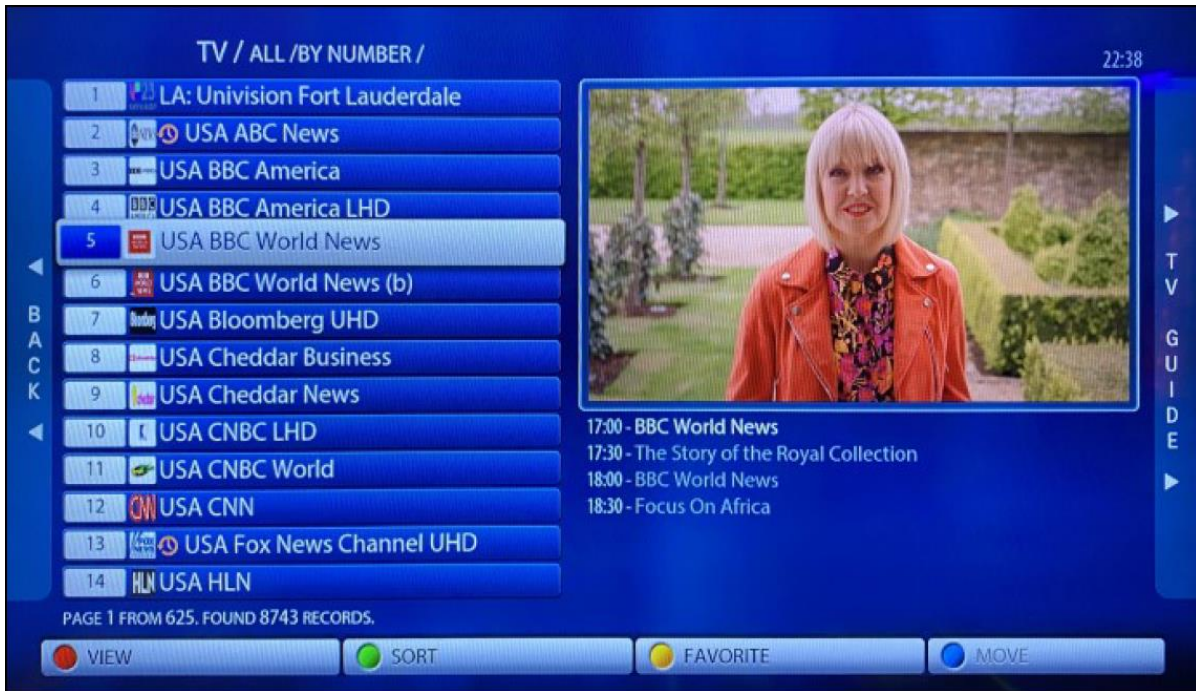 TV / ALL /BY NUMBER /
22:38
1 LA: Univision Fort Lauderdale
2 USA ABC News
3 USA BBC America
4 USA BBC America LHD
5 USA BBC World News
6 USA BBC World News (b)
7 USA Bloomberg UHD
8 USA Cheddar Business
9 USA Cheddar News
10 USA CNBC LHD
11 USA CNBC World
12 CNN USA CNN
13 USA Fox News Channel UHD
14 HLN USA HLN
BACK
TV GUIDE
17:00 - BBC World News
17:30 - The Story of the Royal Collection
18:00 - BBC World News
18:30 - Focus On Africa
PAGE 1 FROM 625. FOUND 8743 RECORDS.
VIEW
SORT
FAVORITE
MOVE